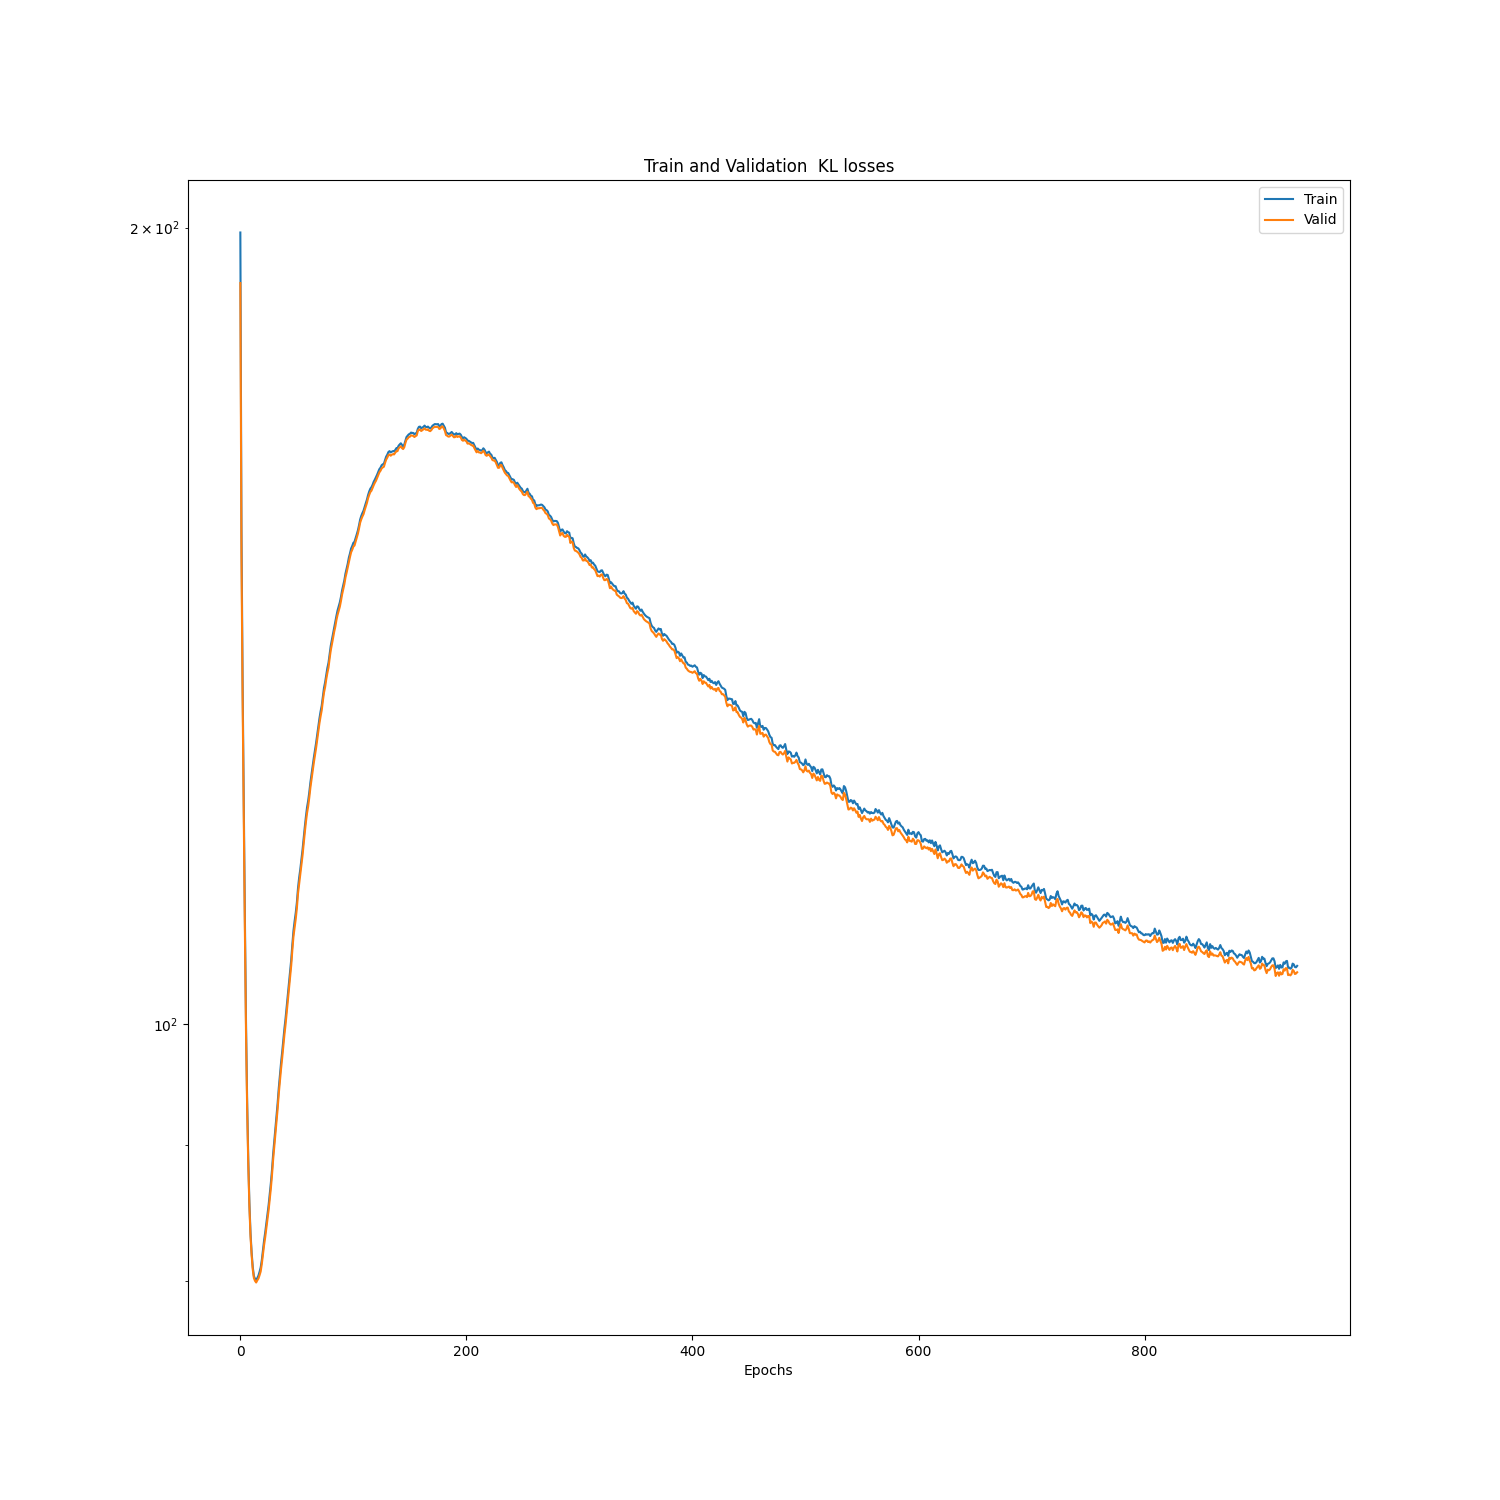 Train and Validation  KL losses
Train
Valid
2 × 10²
10²
0 200 400 600 800
Epochs